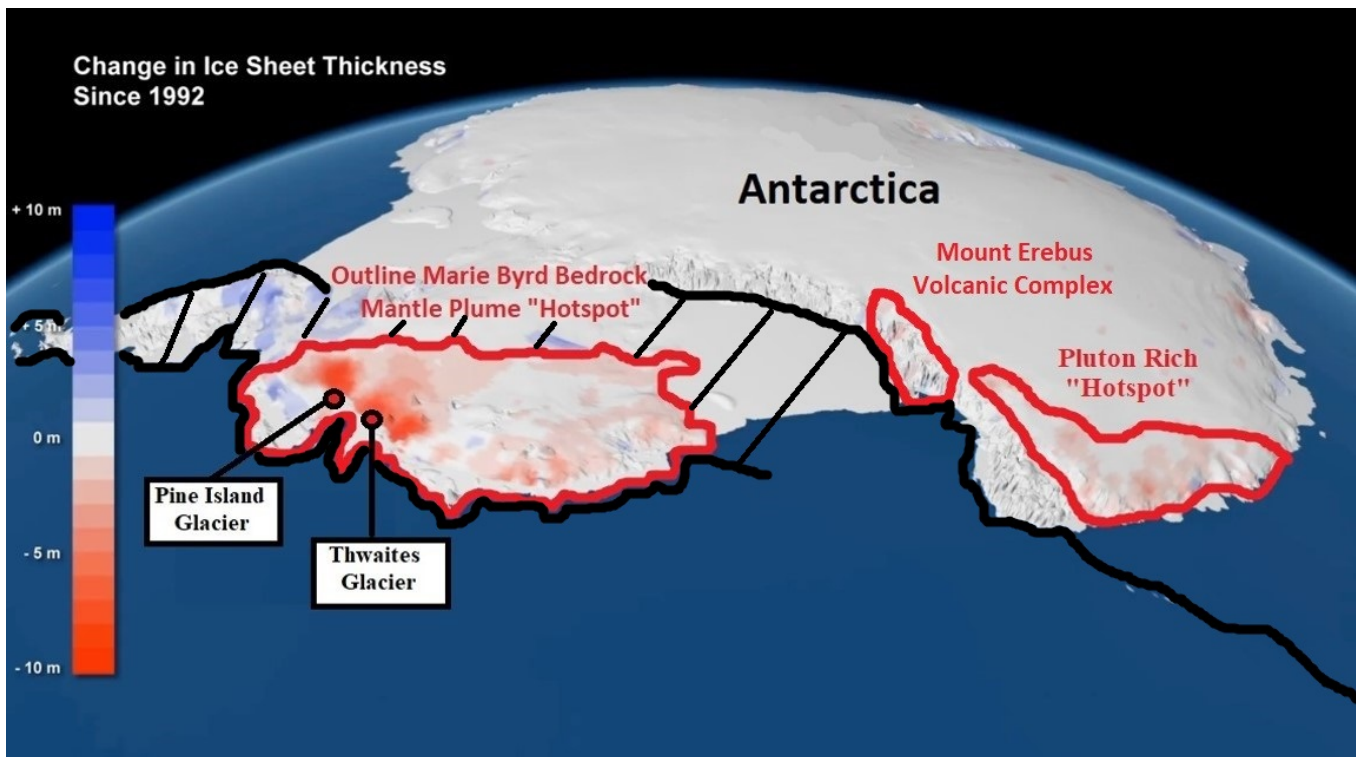 Change in Ice Sheet Thickness
Since 1992
Antarctica
+ 10 m
Mount Erebus
Volcanic Complex
Outline Marie Byrd Bedrock
Mantle Plume "Hotspot"
+ 5 m
Pluton Rich
"Hotspot"
0 m
Pine Island
Glacier
- 5 m
Thwaites
Glacier
- 10 m